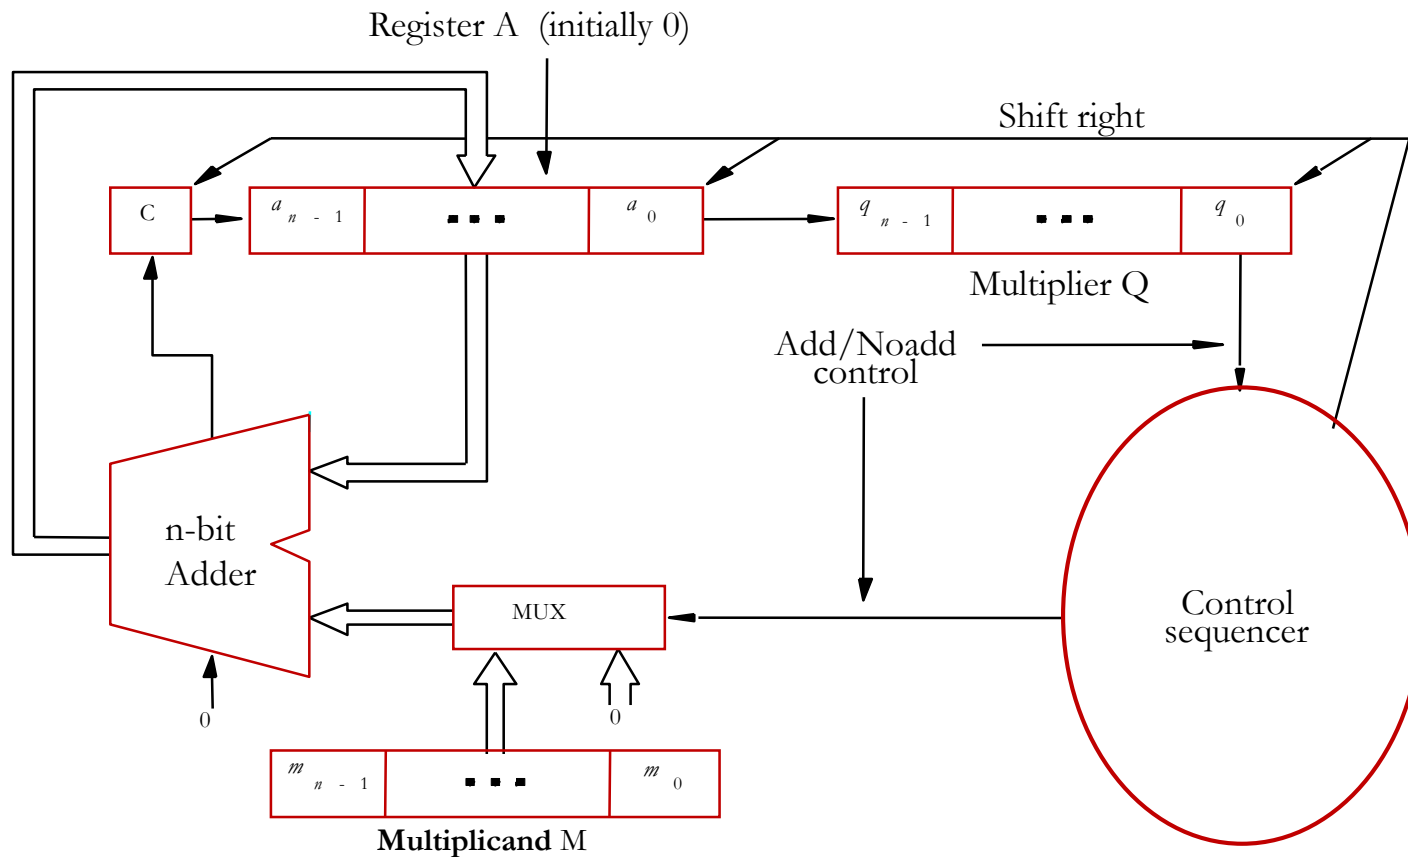 Register A (initially 0)
Shift right
C
a n - 1
a 0
q n - 1
q 0
Multiplier Q
Add/Noadd
control
n-bit
Adder
MUX
Control
sequencer
0
0
m n - 1
m 0
Multiplicand M